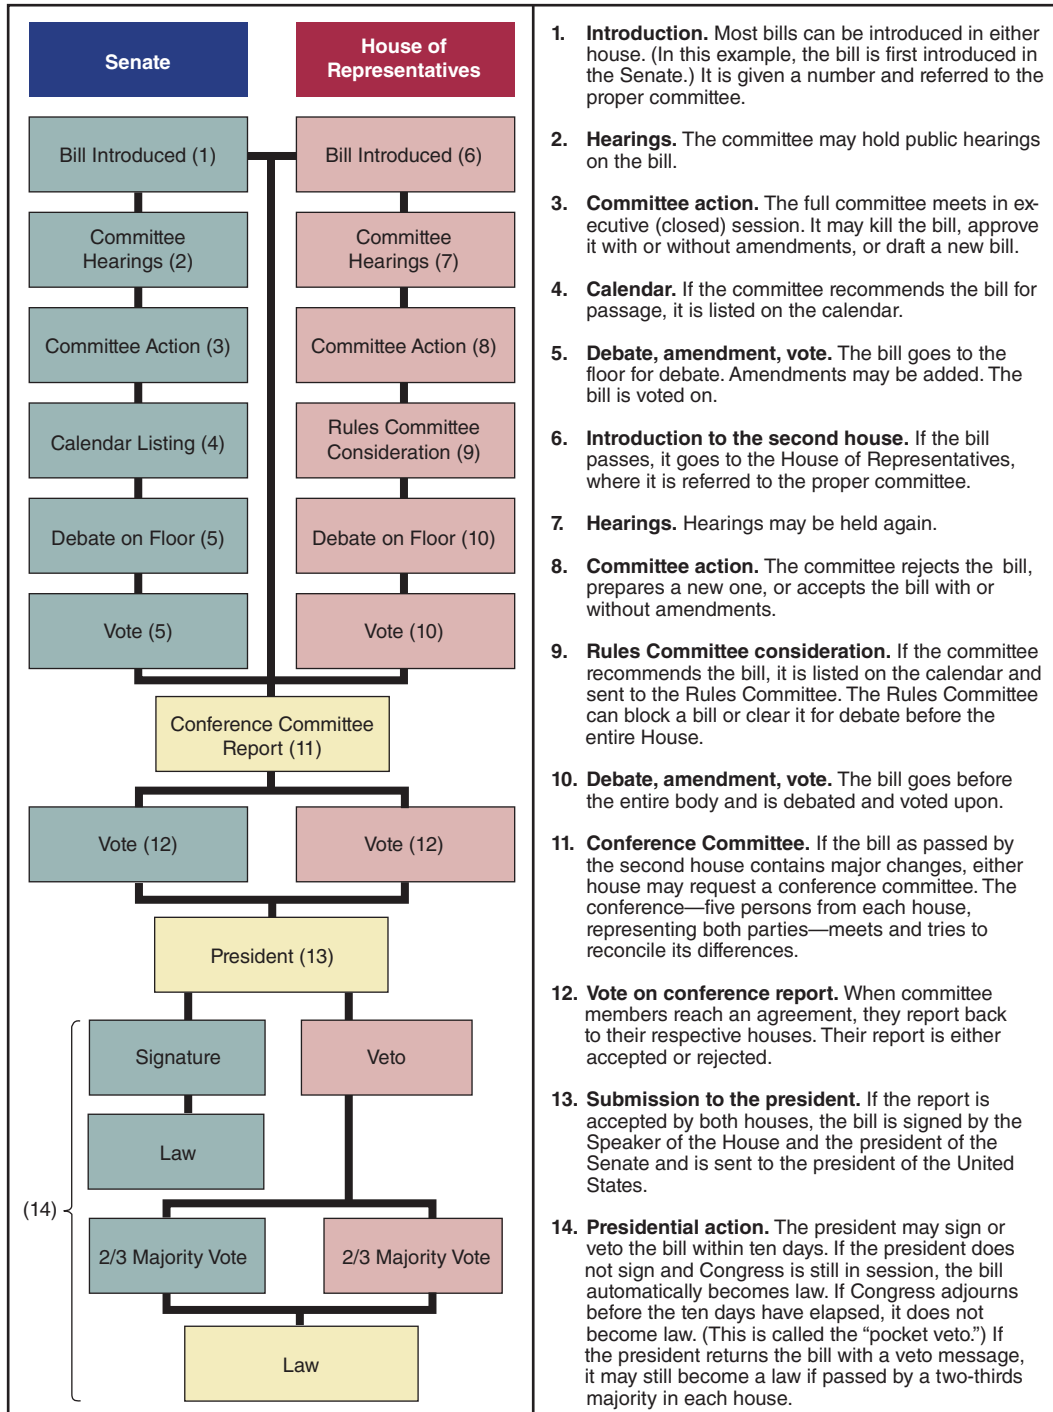 Senate
House of
Representatives
Bill Introduced (1)
Bill Introduced (6)
Committee
Hearings (2)
Committee
Hearings (7)
Committee Action (3)
Committee Action (8)
Calendar Listing (4)
Rules Committee
Consideration (9)
Debate on Floor (5)
Debate on Floor (10)
Vote (5)
Vote (10)
Conference Committee
Report (11)
Vote (12)
Vote (12)
President (13)
Signature
Veto
Law
(14)
2/3 Majority Vote
2/3 Majority Vote
Law
1. Introduction. Most bills can be introduced in either
house. (In this example, the bill is first introduced in
the Senate.) It is given a number and referred to the
proper committee.
2. Hearings. The committee may hold public hearings
on the bill.
3. Committee action. The full committee meets in ex-
ecutive (closed) session. It may kill the bill, approve
it with or without amendments, or draft a new bill.
4. Calendar. If the committee recommends the bill for
passage, it is listed on the calendar.
5. Debate, amendment, vote. The bill goes to the
floor for debate. Amendments may be added. The
bill is voted on.
6. Introduction to the second house. If the bill
passes, it goes to the House of Representatives,
where it is referred to the proper committee.
7. Hearings. Hearings may be held again.
8. Committee action. The committee rejects the bill,
prepares a new one, or accepts the bill with or
without amendments.
9. Rules Committee consideration. If the committee
recommends the bill, it is listed on the calendar and
sent to the Rules Committee. The Rules Committee
can block a bill or clear it for debate before the
entire House.
10. Debate, amendment, vote. The bill goes before
the entire body and is debated and voted upon.
11. Conference Committee. If the bill as passed by
the second house contains major changes, either
house may request a conference committee. The
conference—five persons from each house,
representing both parties—meets and tries to
reconcile its differences.
12. Vote on conference report. When committee
members reach an agreement, they report back
to their respective houses. Their report is either
accepted or rejected.
13. Submission to the president. If the report is
accepted by both houses, the bill is signed by the
Speaker of the House and the president of the
Senate and is sent to the president of the United
States.
14. Presidential action. The president may sign or
veto the bill within ten days. If the president does
not sign and Congress is still in session, the bill
automatically becomes law. If Congress adjourns
before the ten days have elapsed, it does not
become law. (This is called the “pocket veto.”) If
the president returns the bill with a veto message,
it may still become a law if passed by a two-thirds
majority in each house.